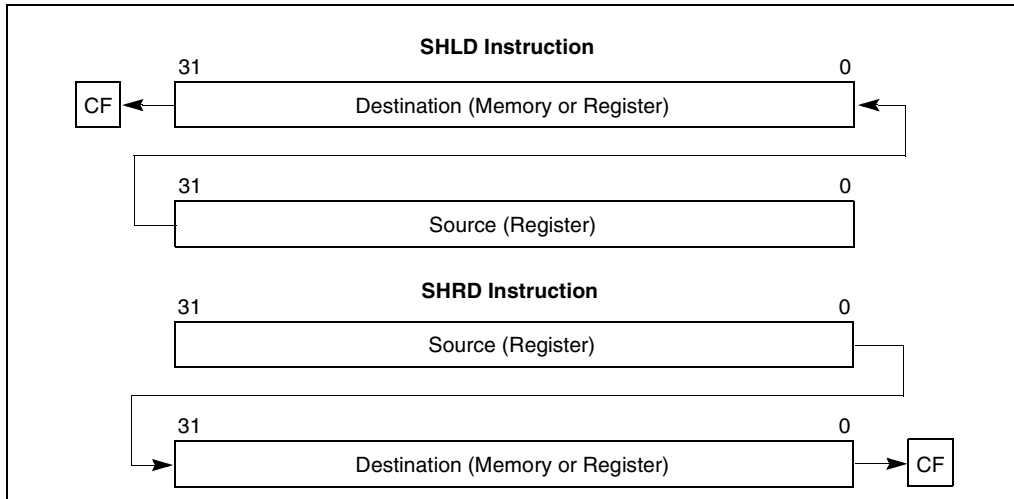 SHLD Instruction
31 0
CF Destination (Memory or Register)
31 0
Source (Register)
SHRD Instruction
31 0
Source (Register)
31 0
Destination (Memory or Register) CF